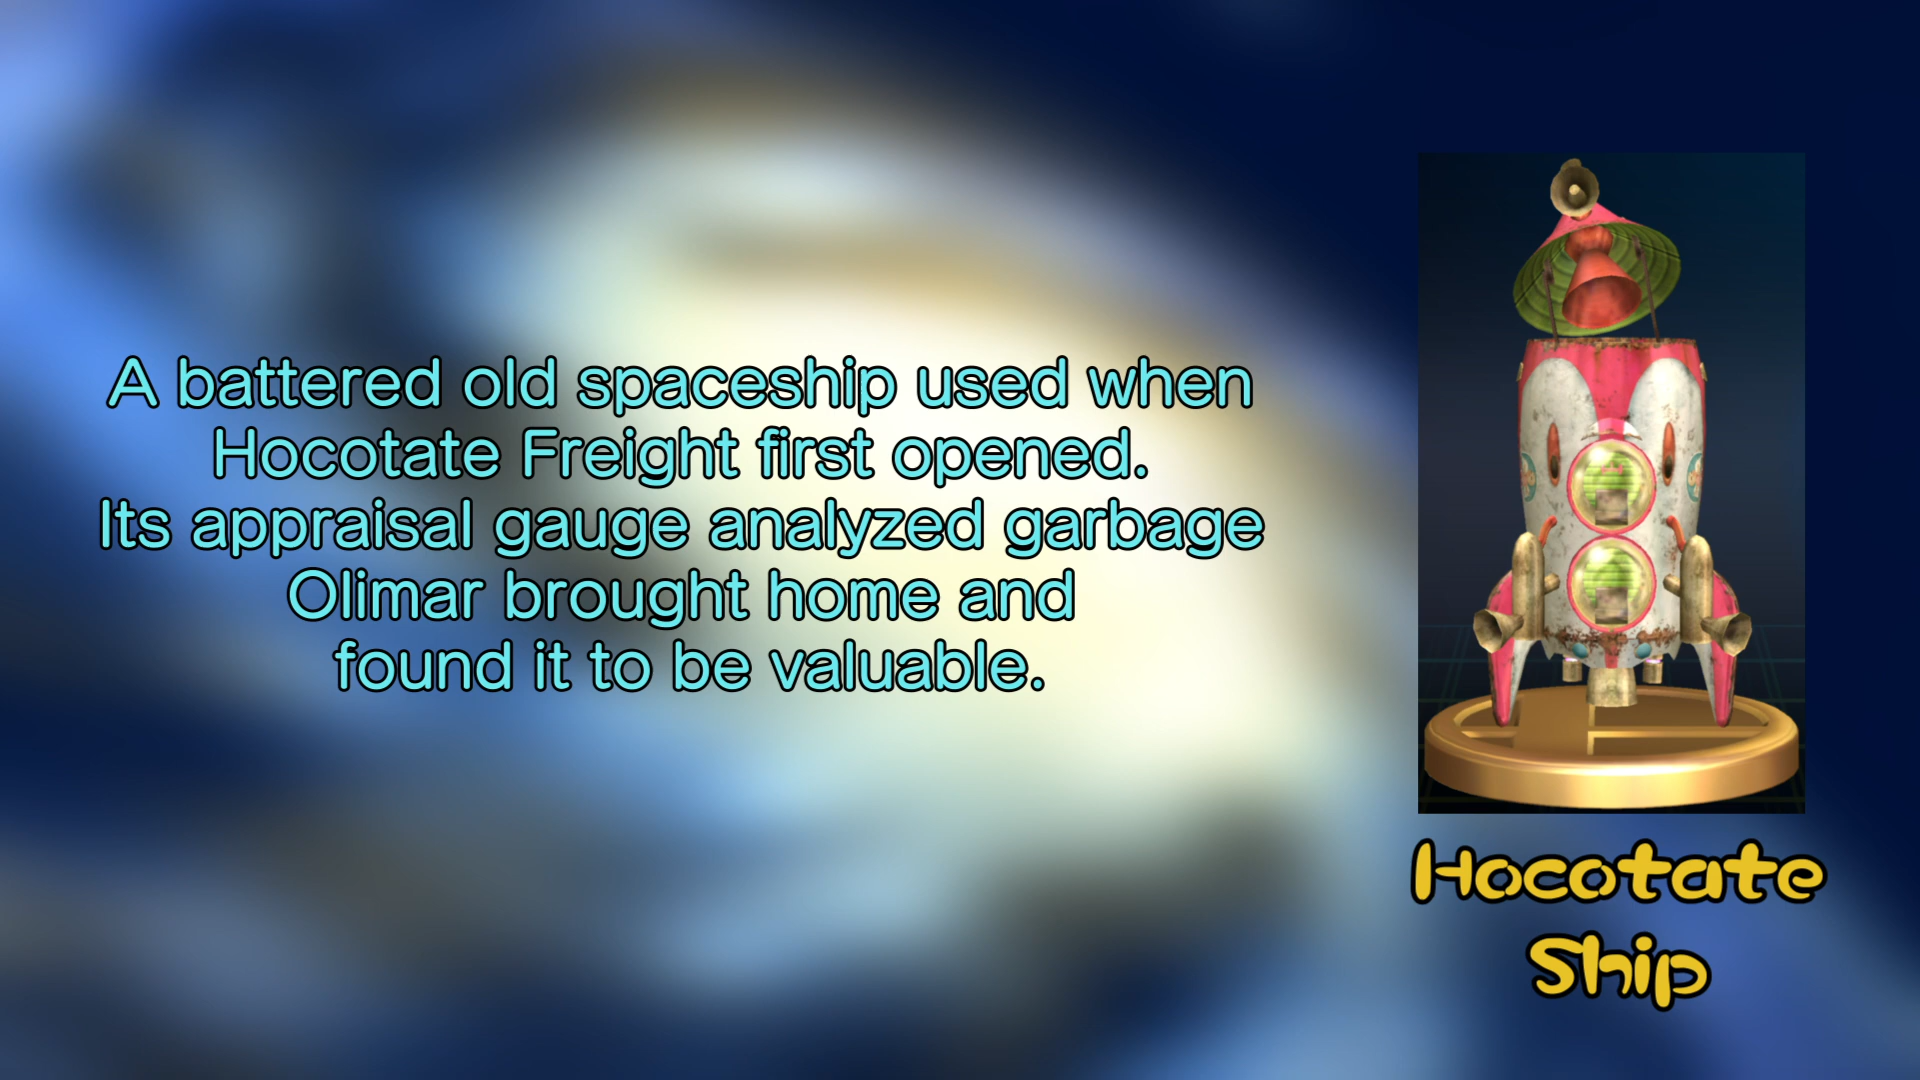 A battered old spaceship used when
Hocotate Freight first opened.
Its appraisal gauge analyzed garbage
Olimar brought home and
found it to be valuable.
Hocotate
Ship